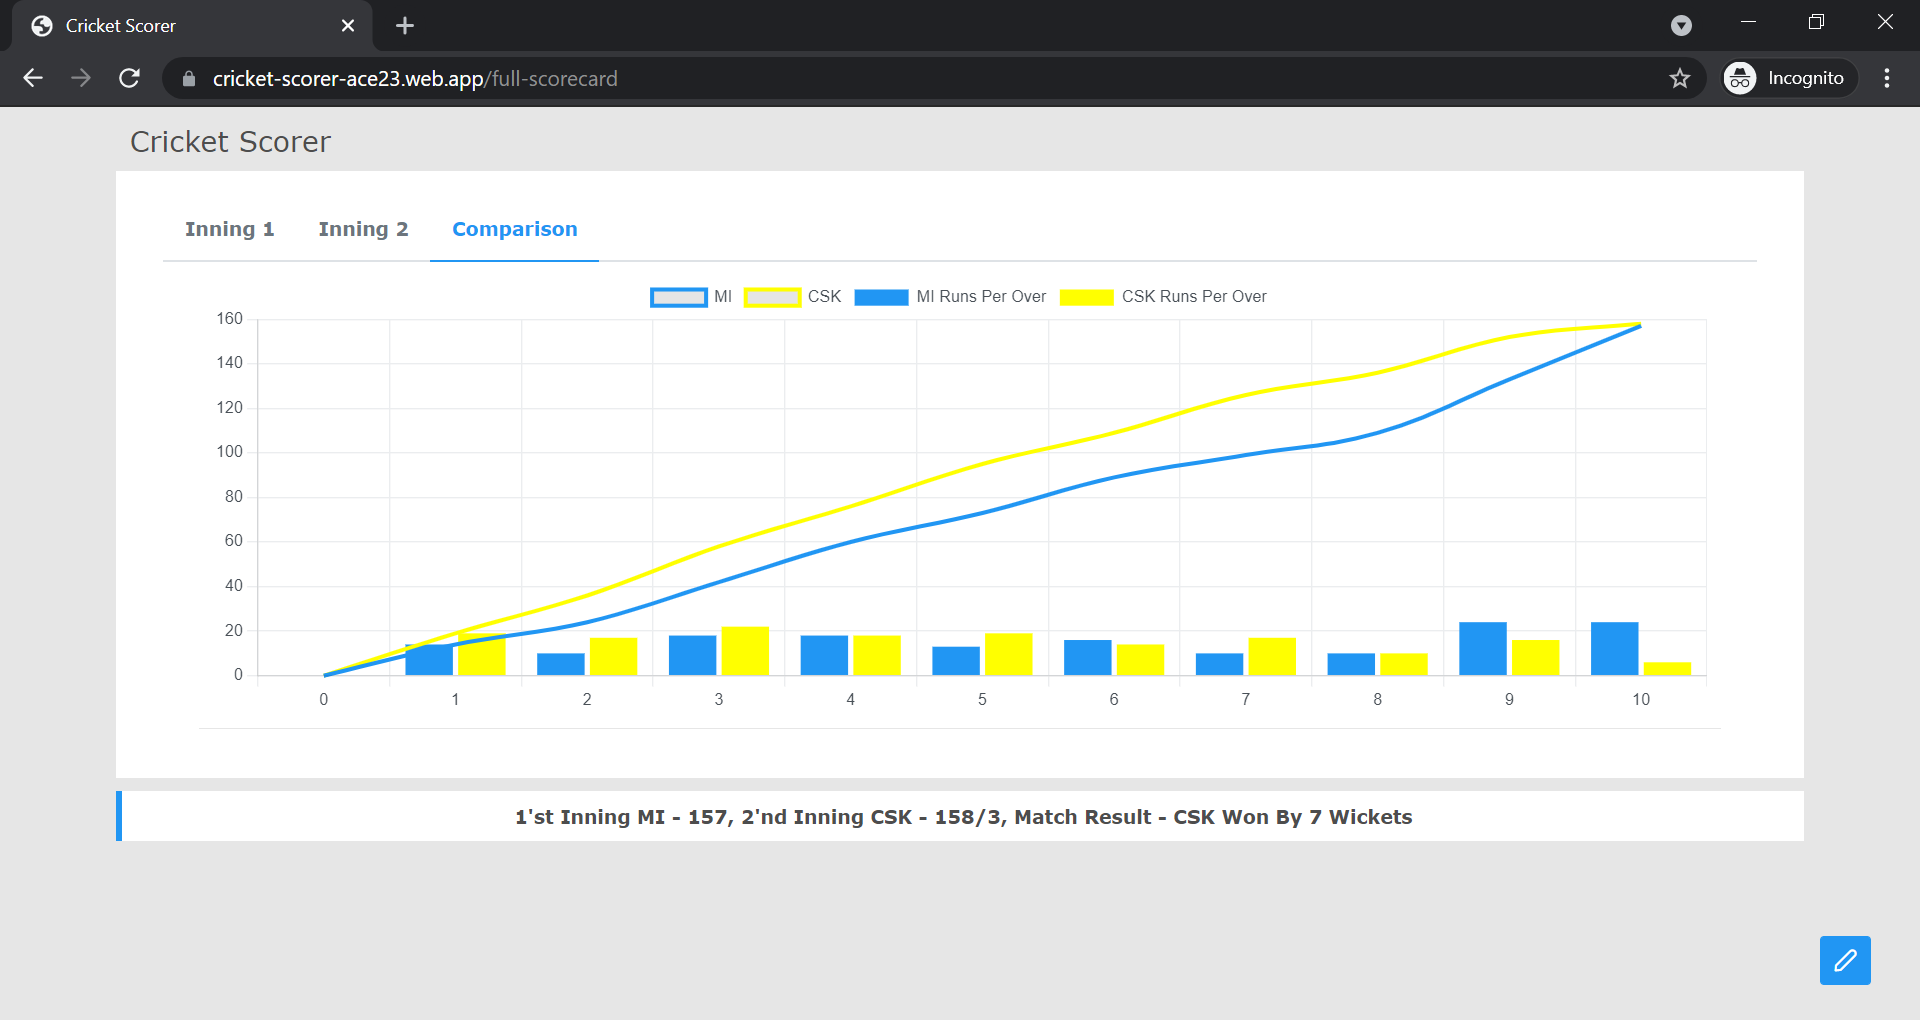 Cricket Scorer
cricket-scorer-ace23.web.app/full-scorecard
Incognito
Cricket Scorer
Inning 1 Inning 2 Comparison
MI CSK MI Runs Per Over CSK Runs Per Over
160
140
120
100
80
60
40
20
0
0 1 2 3 4 5 6 7 8 9 10
1'st Inning MI - 157, 2'nd Inning CSK - 158/3, Match Result - CSK Won By 7 Wickets